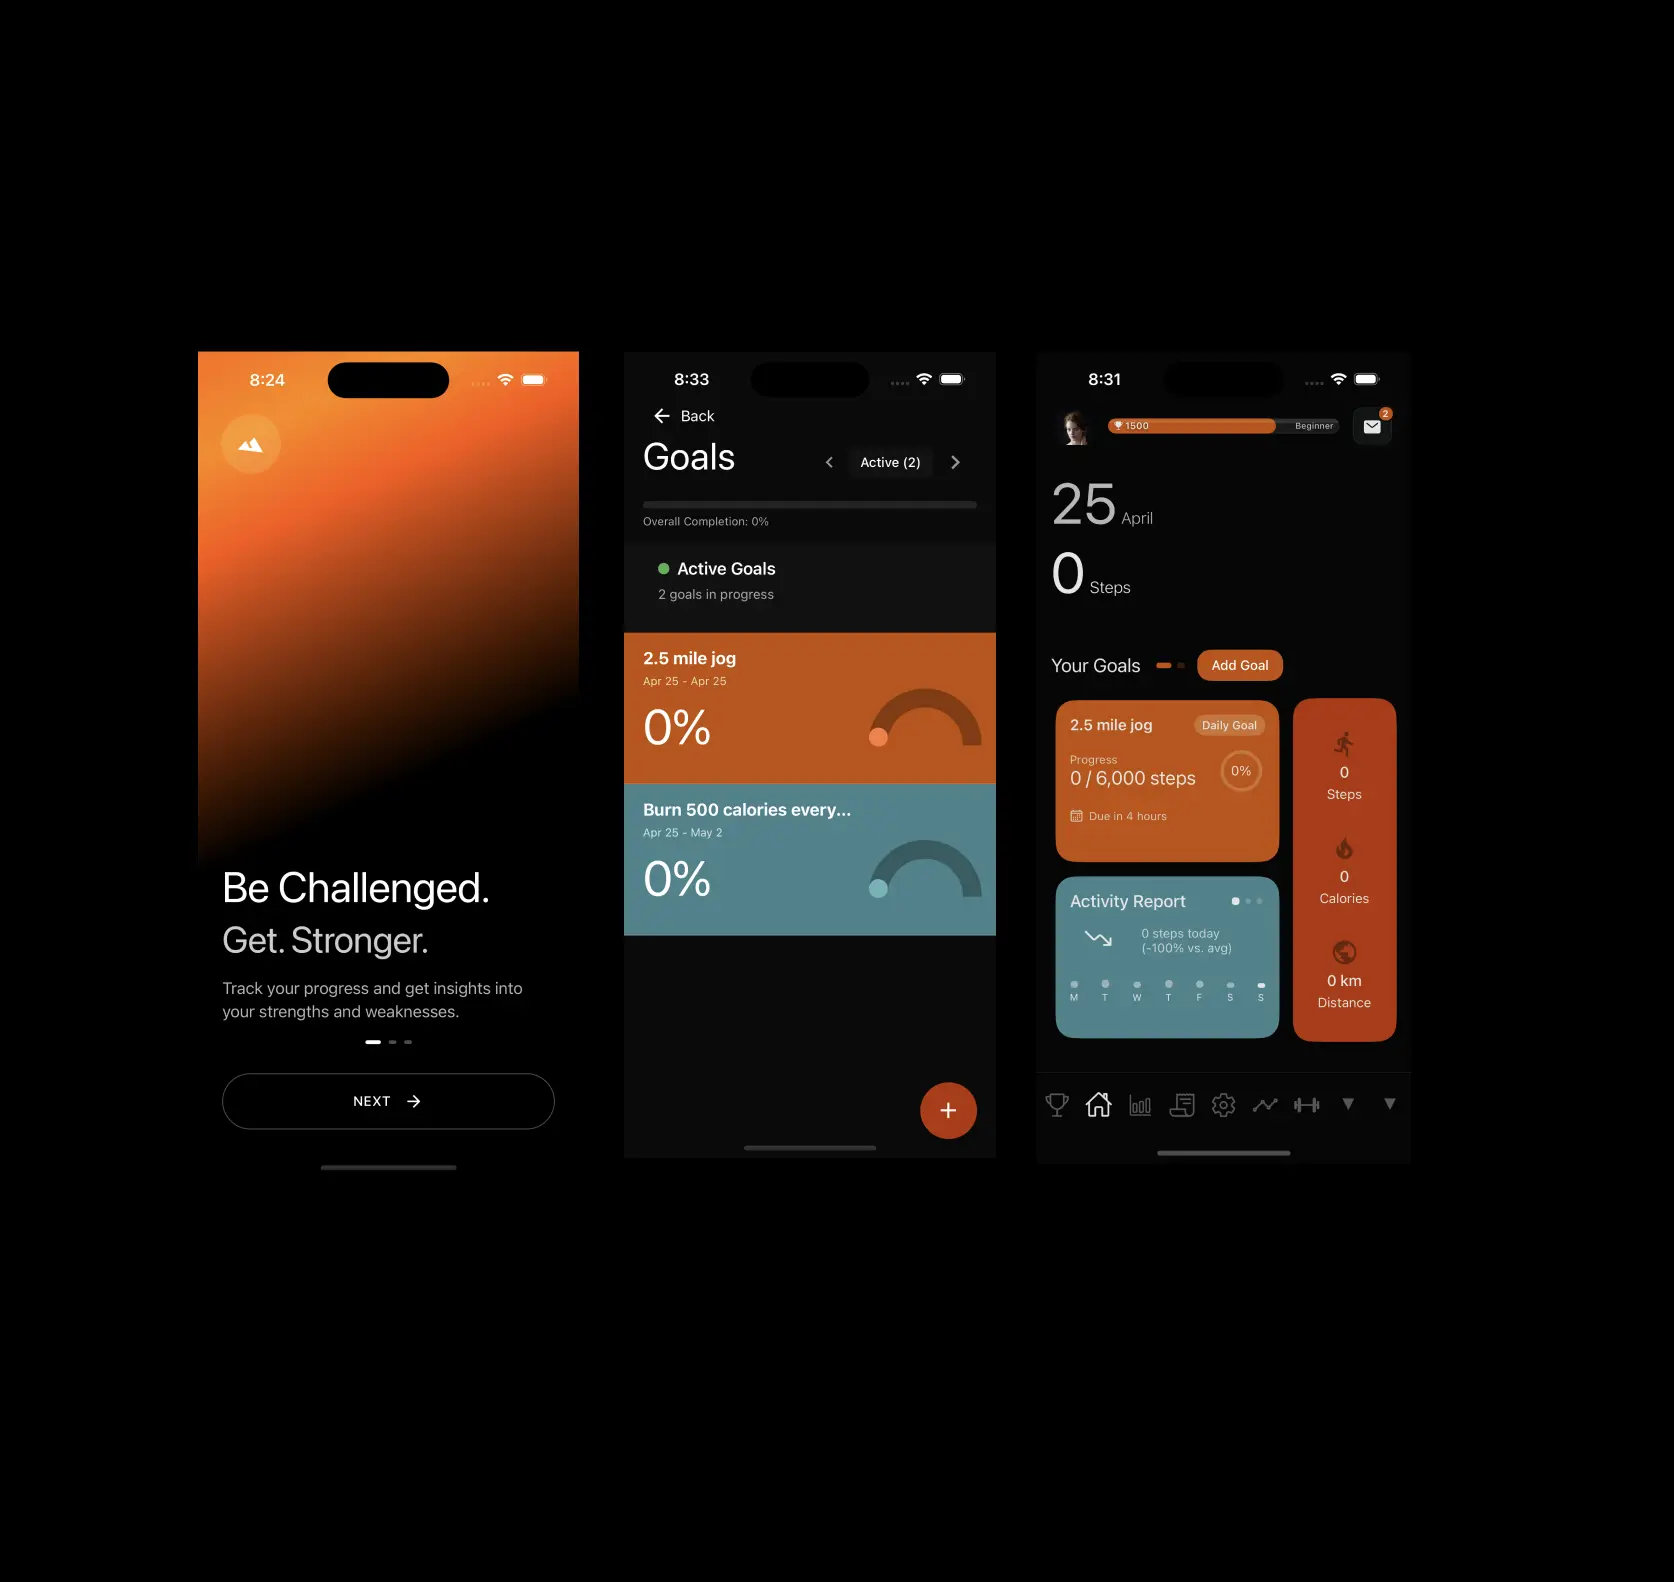 8:24
Be Challenged.
Get. Stronger.
Track your progress and get insights into
your strengths and weaknesses.
NEXT
8:33
Back
Goals
Active (2)
Overall Completion: 0%
Active Goals
2 goals in progress
2.5 mile jog
Apr 25 - Apr 25
0%
Burn 500 calories every...
Apr 25 - May 2
0%
8:31
1500
Beginner
2
25 April
0 Steps
Your Goals
Add Goal
2.5 mile jog
Daily Goal
Progress
0 / 6,000 steps
0%
Due in 4 hours
Activity Report
0 steps today
(-100% vs. avg)
M T W T F S S
0
Steps
0
Calories
0 km
Distance